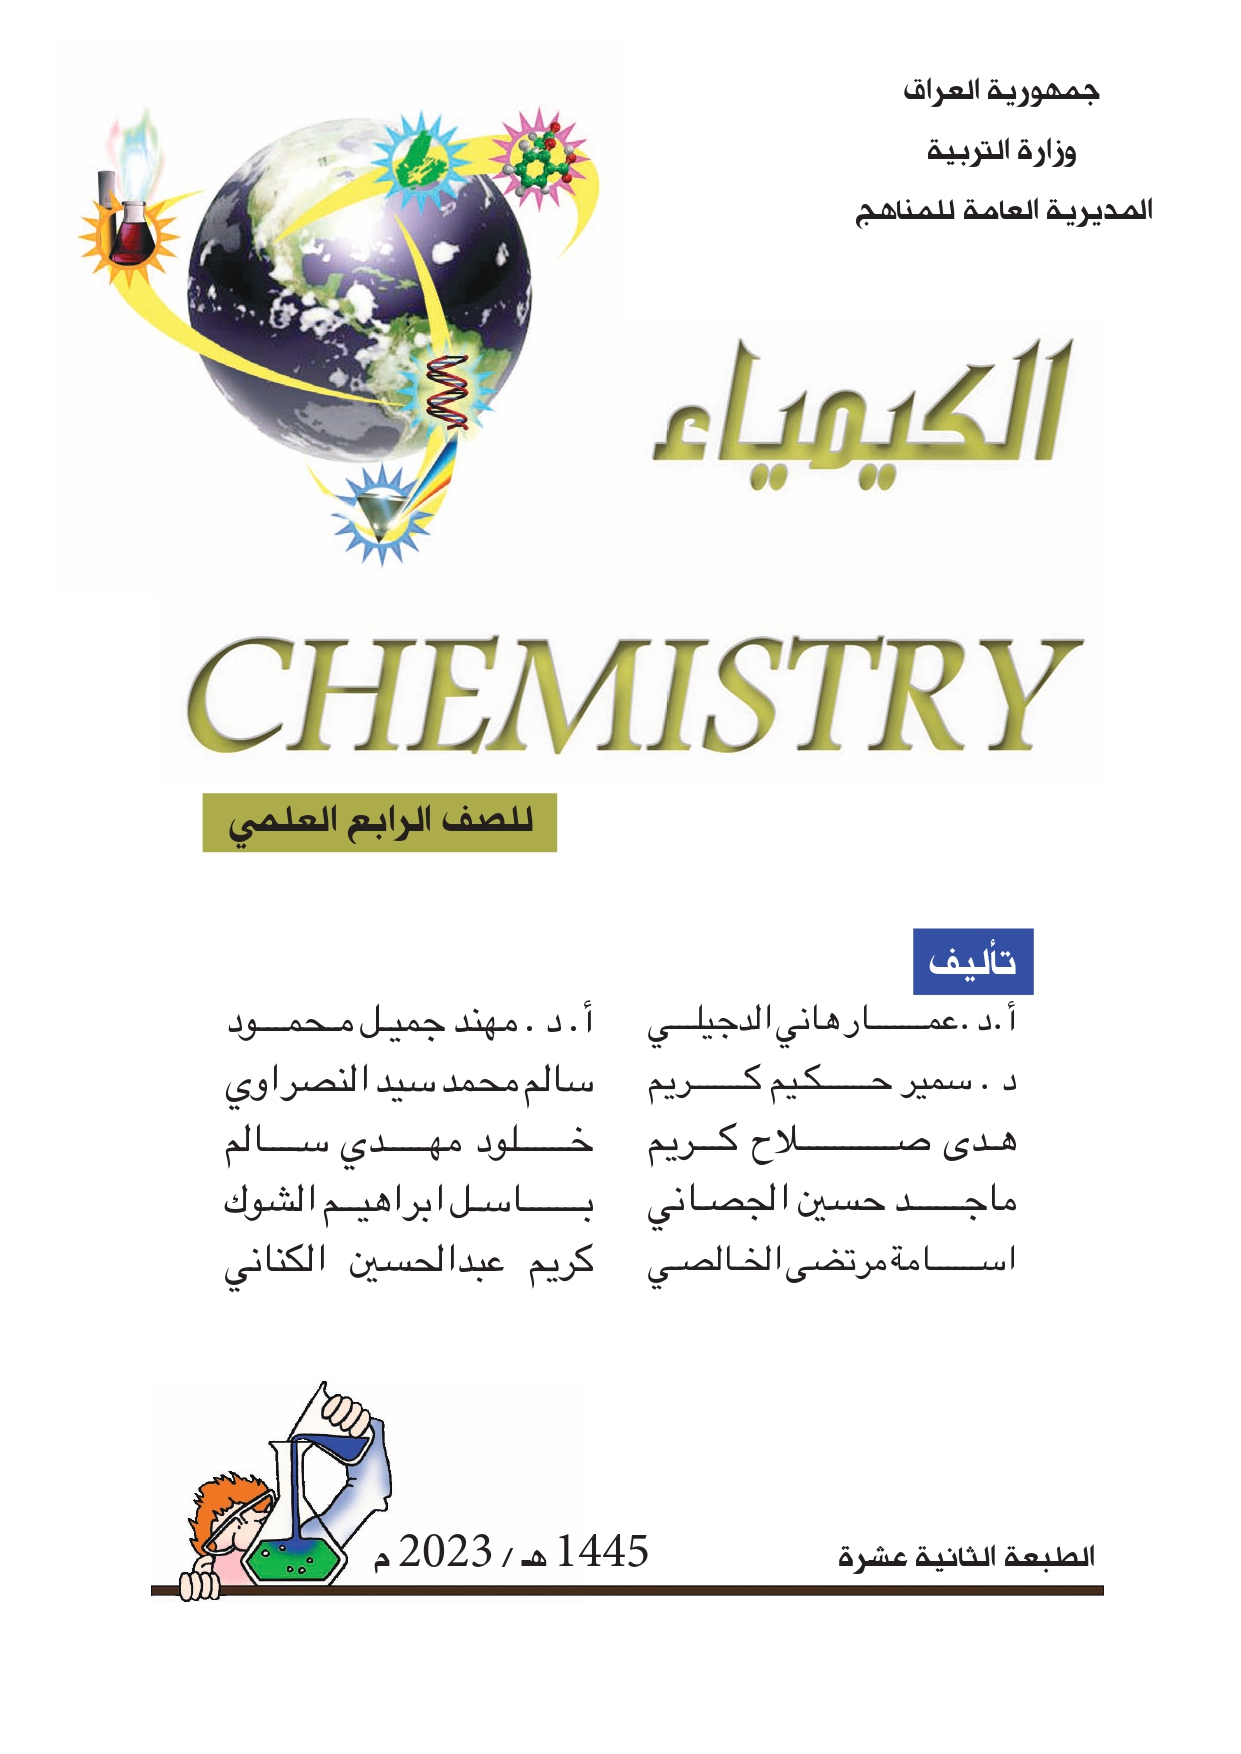 جمهورية العراق
وزارة التربية
المديرية العامة للمناهج
الكيمياء
CHEMISTRY
للصف الرابع العلمي
تأليف
أ.د.عمار هاني الدجيلي
أ.د. مهند جميل محمود
د. سمير حكيم كريم
سالم محمد سيد النصراوي
هدى صلاح كريم
خلود مهدي سالم
ماجد حسين الجصاني
باسل ابراهيم الشوك
اسامة مرتضى الخالصي
كريم عبدالحسين الكناني
الطبعة الثانية عشرة
1445 هـ / 2023 م